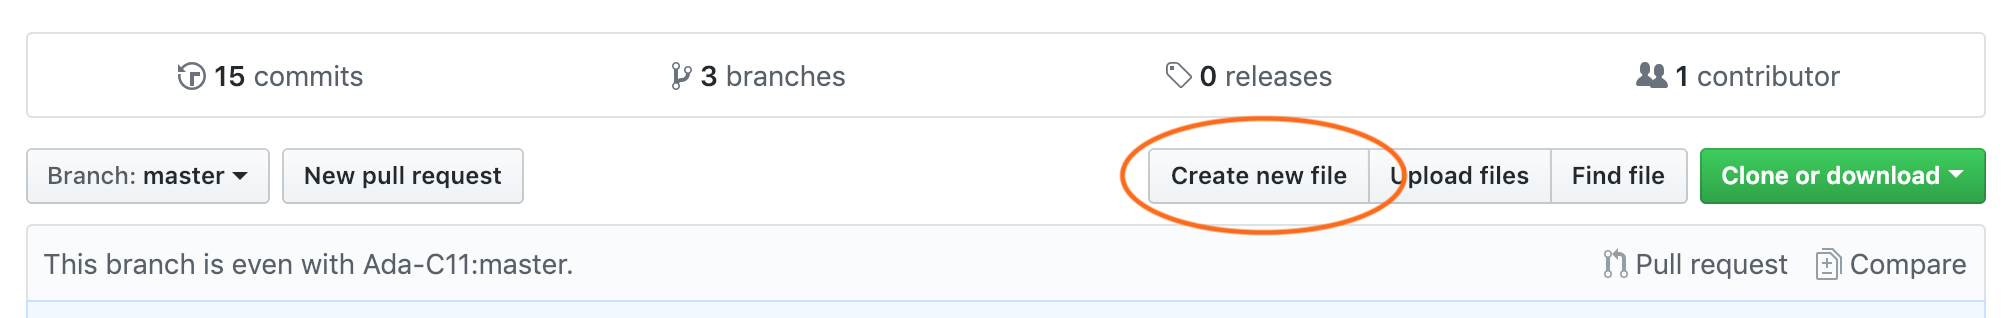 15 commits 3 branches 0 releases 1 contributor
Branch: master New pull request Create new file Upload files Find file Clone or download
This branch is even with Ada-C11:master. Pull request Compare